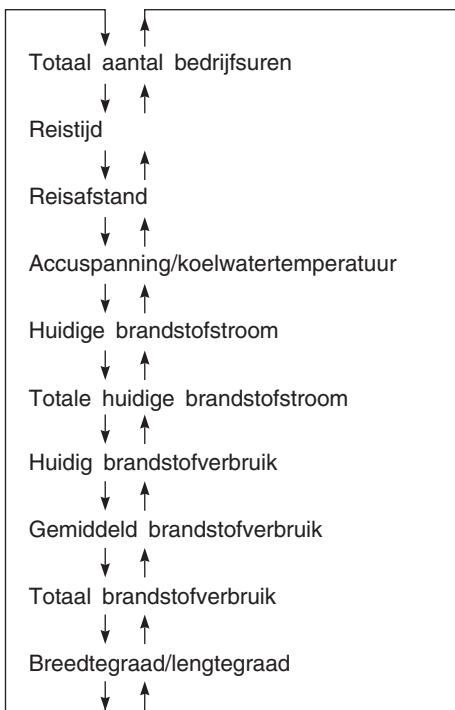 Totaal aantal bedrijfsuren
Reistijd
Reisafstand
Accuspanning/koelwatertemperatuur
Huidige brandstofstroom
Totale huidige brandstofstroom
Huidig brandstofverbruik
Gemiddeld brandstofverbruik
Totaal brandstofverbruik
Breedtegraad/lengtegraad